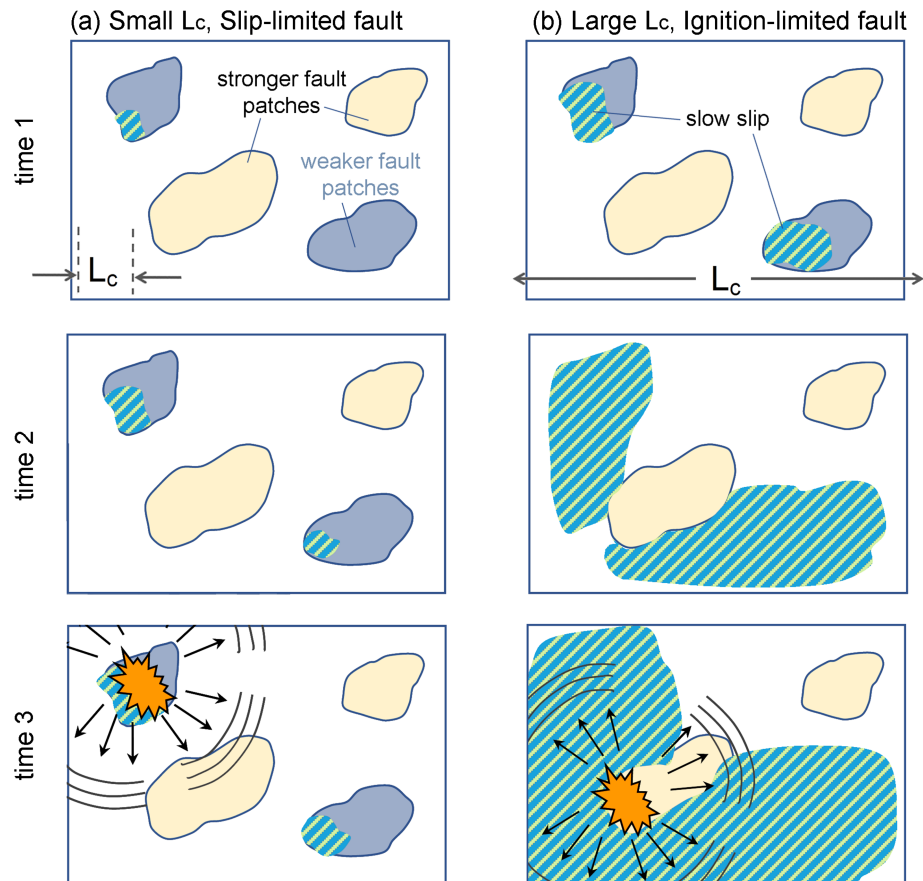 (a) Small Lc, Slip-limited fault
(b) Large Lc, Ignition-limited fault
time 1
stronger fault
patches
weaker fault
patches
Lc
slow slip
Lc
time 2
time 3